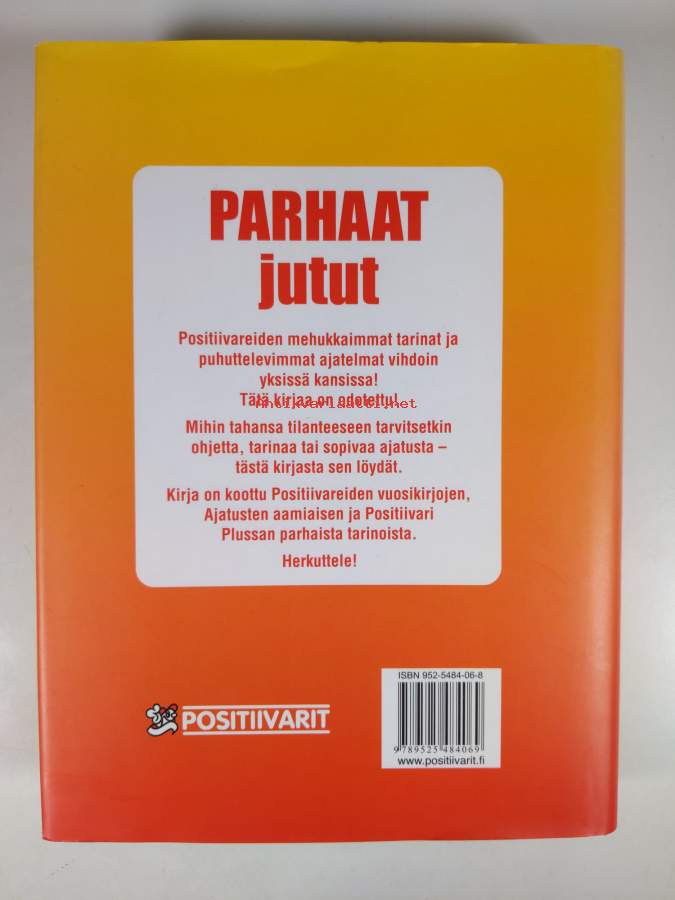 PARHAAT
jutut
Positiivareiden mehukkaimmat tarinat ja
puhuttelevimmat ajatelmat vihdoin
yksissä kansissa!
Tätä kirjaa on odotettu!
antikvariaatti.net
Mihin tahansa tilanteeseen tarvitsetkin
ohjetta, tarinaa tai sopivaa ajatusta –
tästä kirjasta sen löydät.
Kirja on koottu Positiivareiden vuosikirjojen,
Ajatusten aamiaisen ja Positiivari
Plussan parhaista tarinoista.
Herkuttele!
ISBN 952-5484-06-8
9 789525 484069
www.positiivarit.fi
POSITIIVARIT